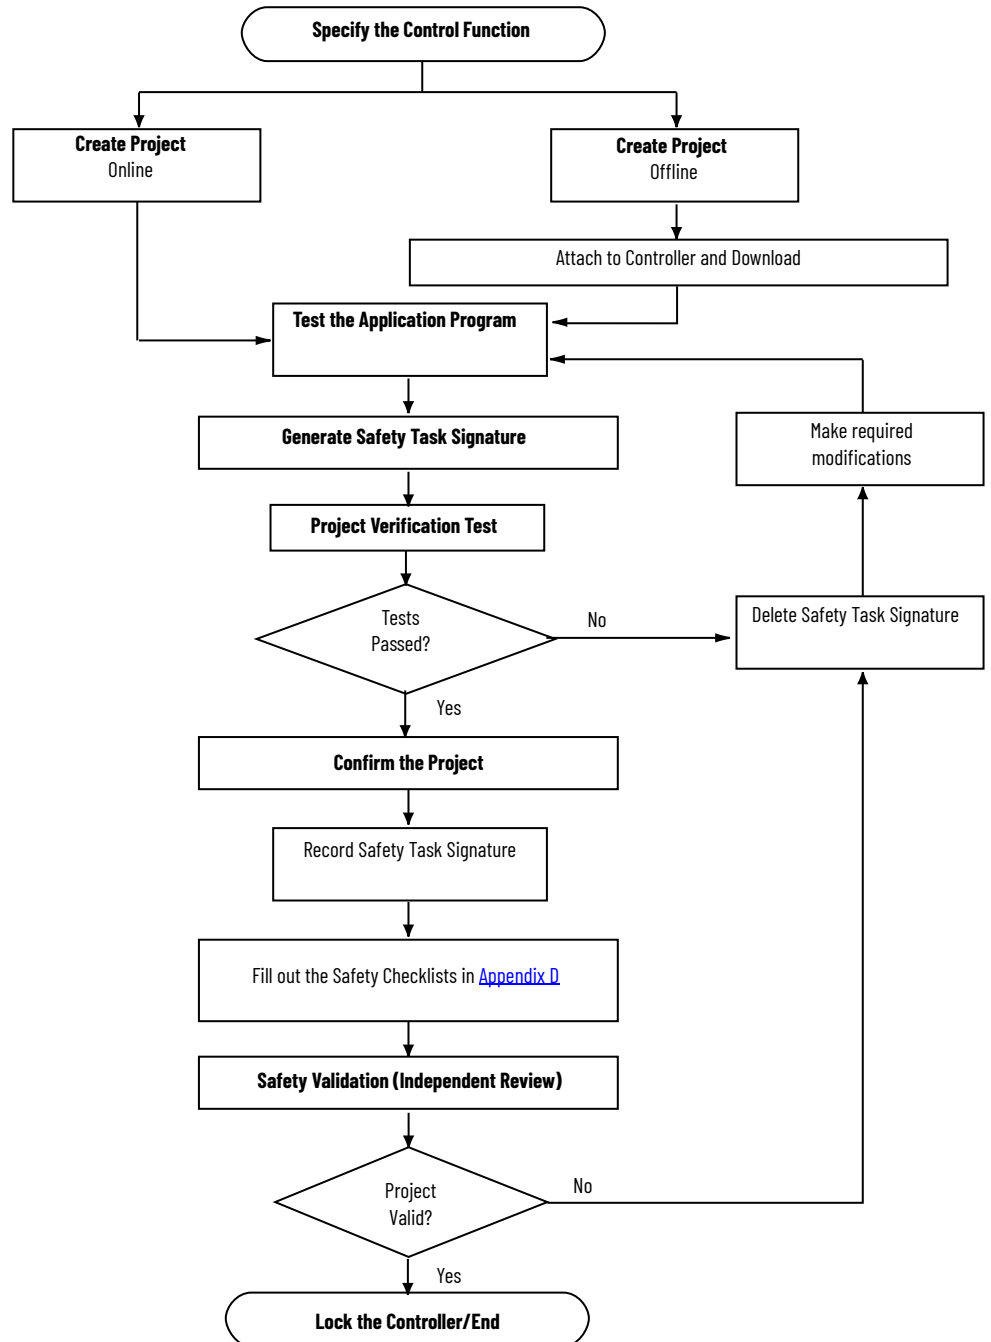 Specify the Control Function
Create Project
Online
Create Project
Offline
Attach to Controller and Download
Test the Application Program
Generate Safety Task Signature
Make required
modifications
Project Verification Test
Tests
Passed?
No
Delete Safety Task Signature
Yes
Confirm the Project
Record Safety Task Signature
Fill out the Safety Checklists in Appendix D
Safety Validation (Independent Review)
Project
Valid?
No
Yes
Lock the Controller/End